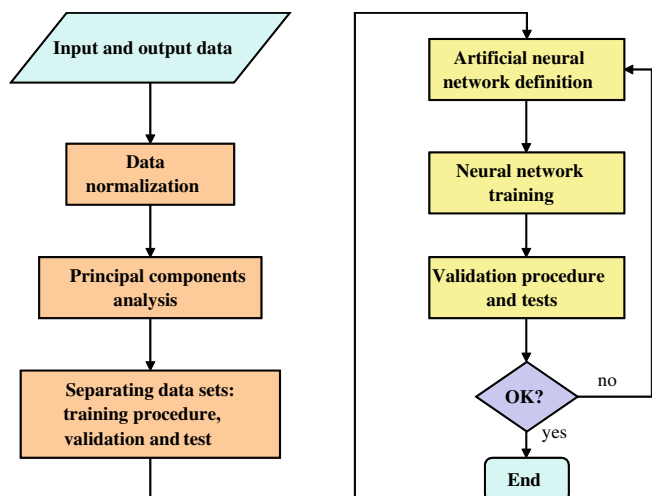 Input and output data
Data
normalization
Principal components
analysis
Separating data sets:
training procedure,
validation and test
Artificial neural
network definition
Neural network
training
Validation procedure
and tests
OK?
no
yes
End